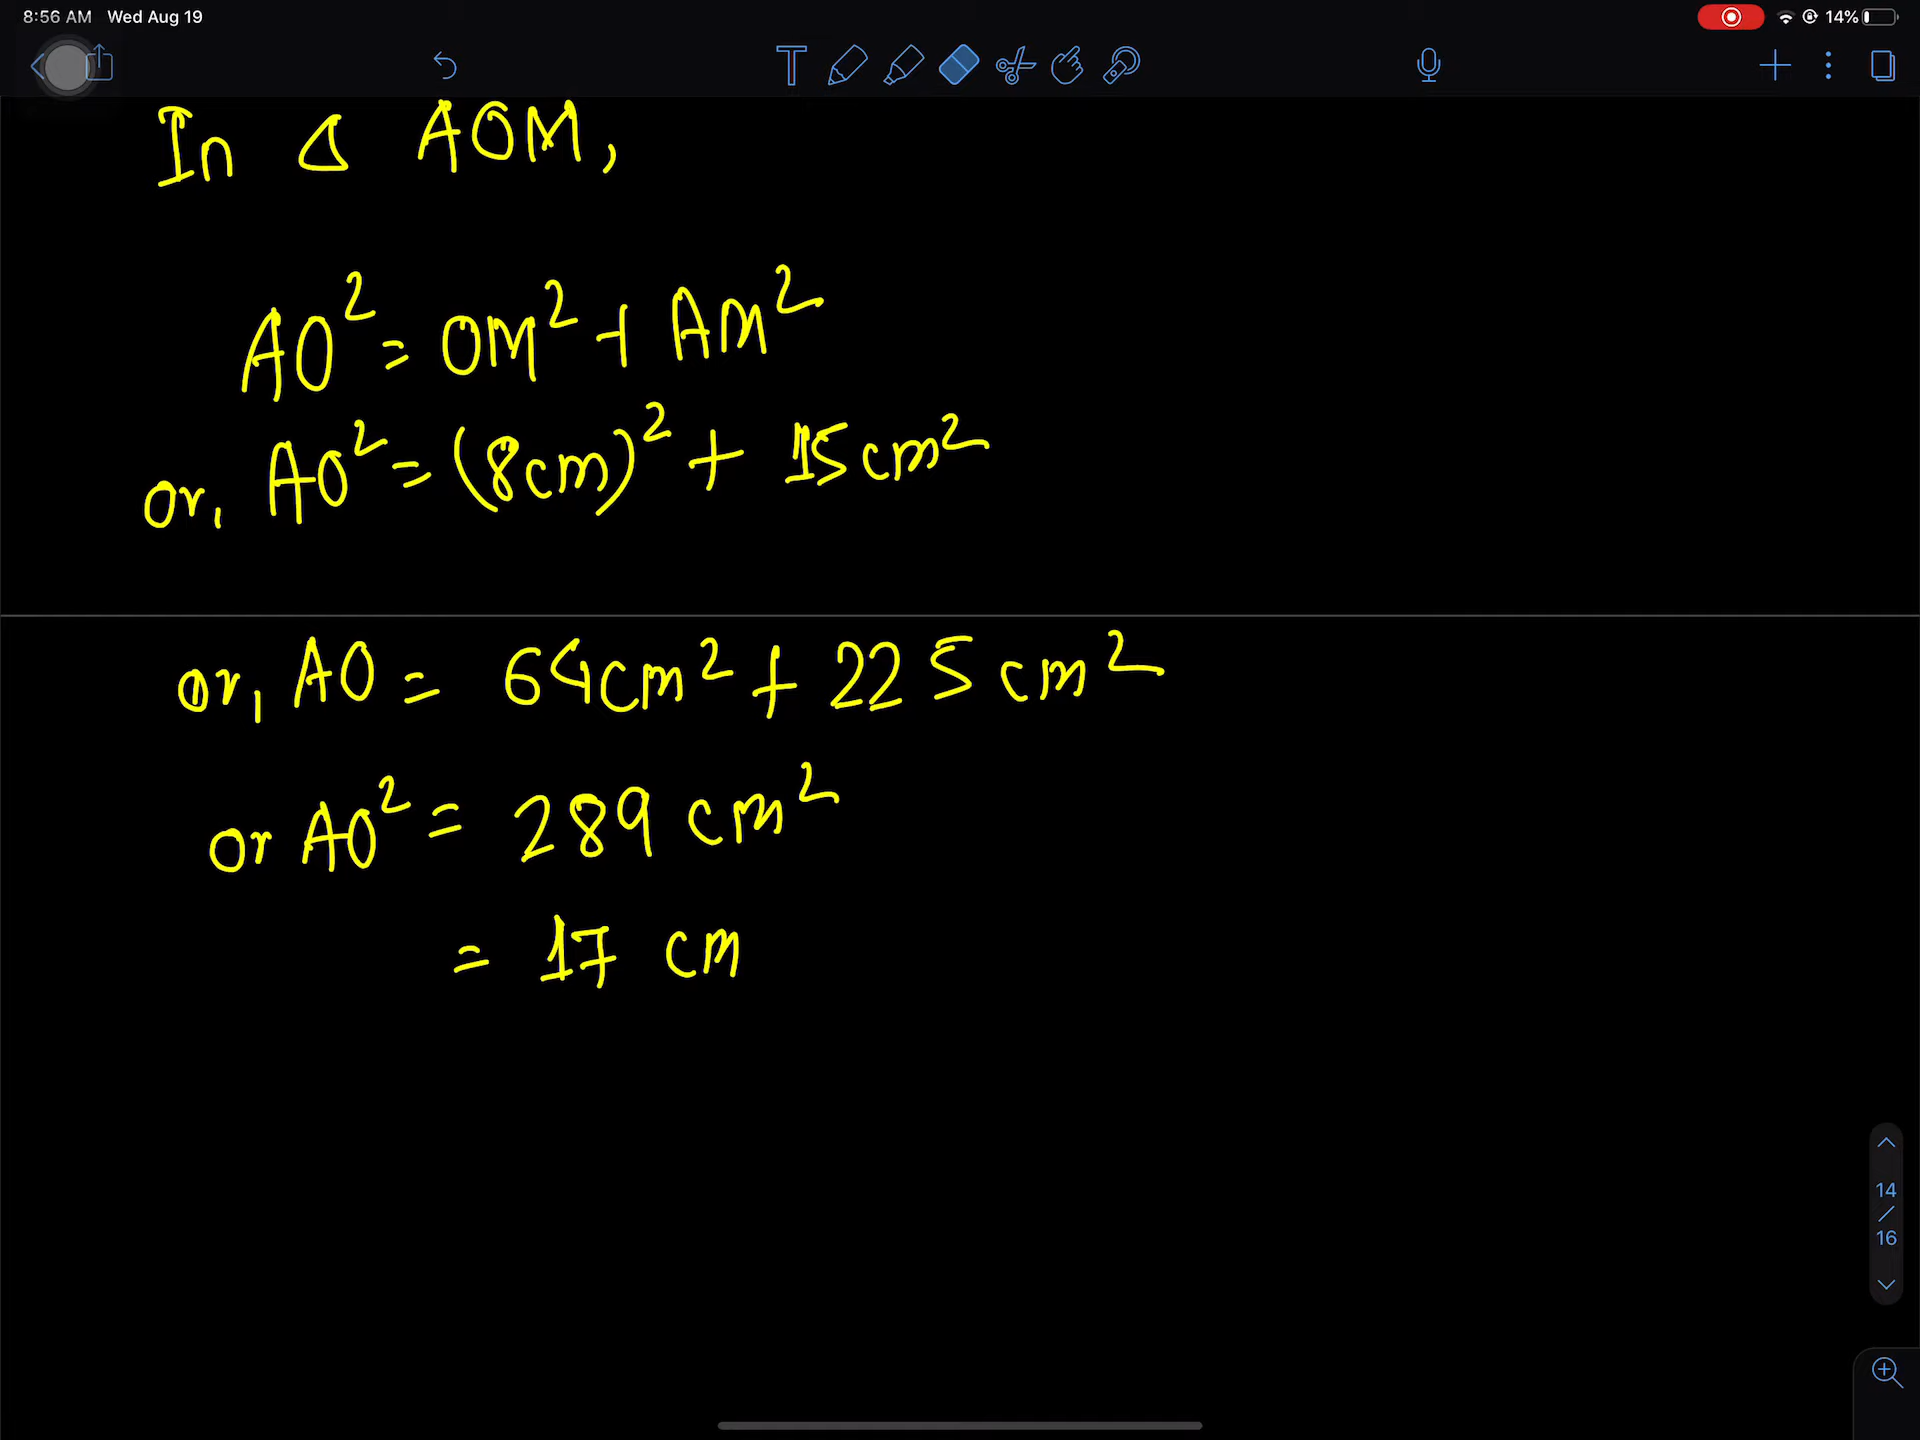 8:56 AM Wed Aug 19
14%
In Δ AOM,
AO² = OM² + AM²
or, AO² = (8cm)² + 15cm²
or, AO = 64cm² + 225 cm²
or AO² = 289 cm²
= 17 cm
14
/
16